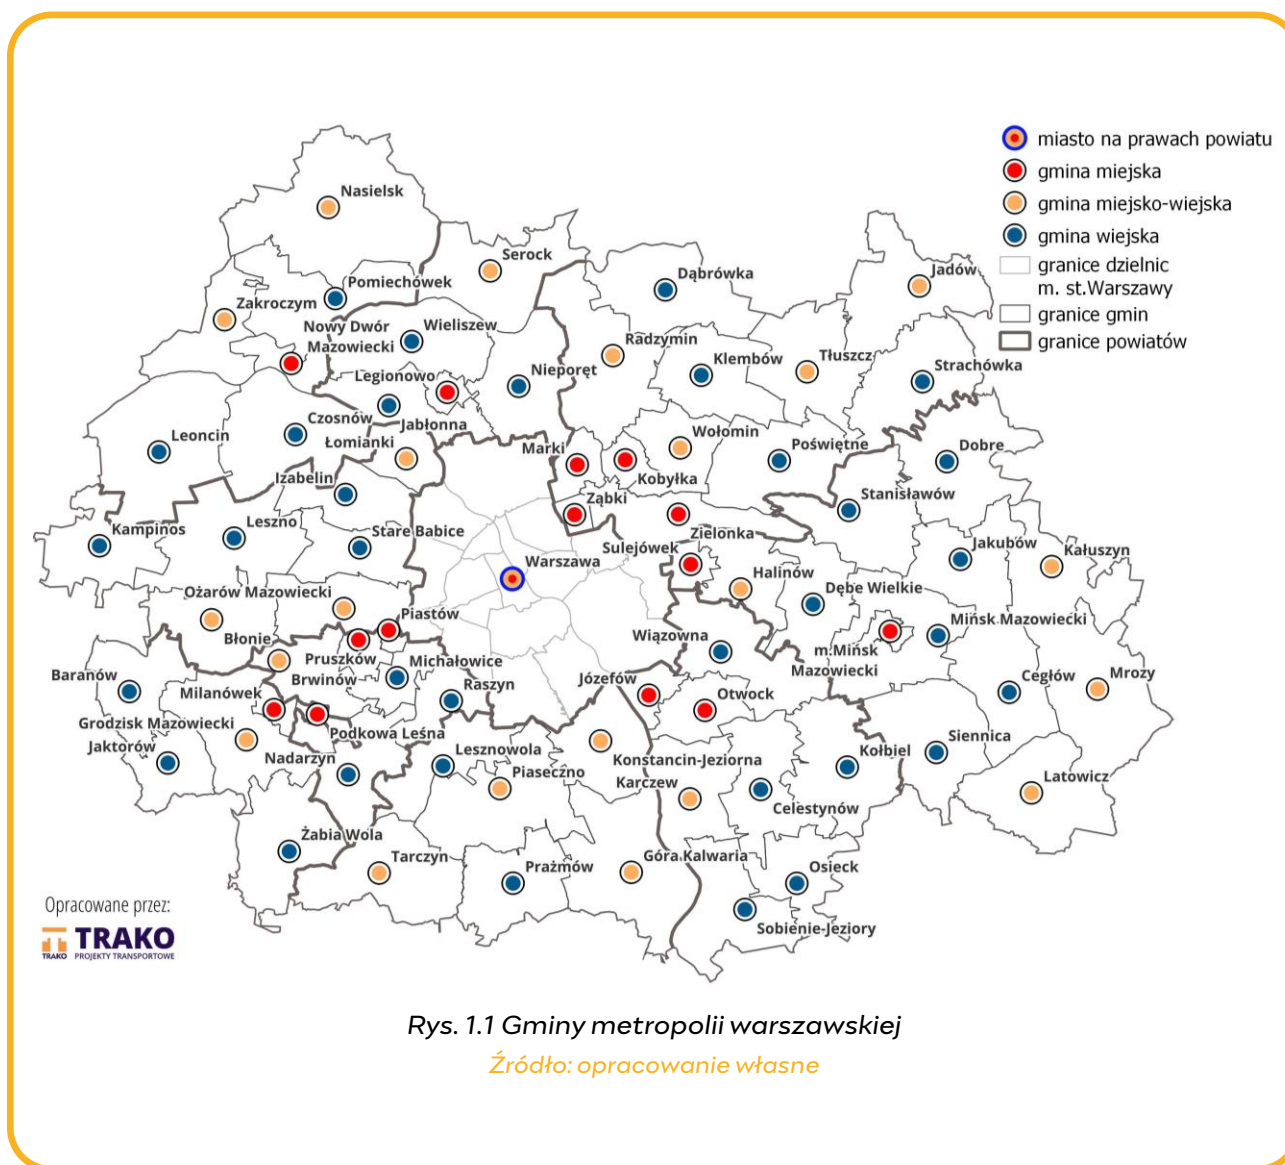 miasto na prawach powiatu
gmina miejska
gmina miejsko-wiejska
gmina wiejska
granice dzielnic
m. st.Warszawy
granice gmin
granice powiatów
Nasielsk
Serock
Dąbrówka
Jadów
Pomiechówek
Zakroczym
Nowy Dwór
Mazowiecki
Wieliszew
Radzymin
Klembów
Tłuszcz
Strachówka
Legionowo
Nieporęt
Jabłonna
Czosnów
Leoncin
Łomianki
Marki
Kobyłka
Wołomin
Poświętne
Dobre
Izabelin
Ząbki
Stanisławów
Kampinos
Leszno
Stare Babice
Zielonka
Sulejówek
Jakubów
Kałuszyn
Warszawa
Halinów
Dębe Wielkie
Ożarów Mazowiecki
Piastów
Błonie
Wiązowna
m.Mińsk
Mazowiecki
Mińsk Mazowiecki
Pruszków
Michałowice
Brwinów
Baranów
Milanówek
Raszyn
Józefów
Otwock
Cegłów
Mrozy
Grodzisk Mazowiecki
Podkowa Leśna
Jaktorów
Nadarzyn
Lesznowola
Piaseczno
Konstancin-Jeziorna
Karczew
Kołbiel
Siennica
Latowicz
Celestynów
Żabia Wola
Tarczyn
Prażmów
Góra Kalwaria
Osieck
Sobienie-Jeziory
Opracowane przez:
TRAKO
TRAKO
PROJEKTY TRANSPORTOWE
Rys. 1.1 Gminy metropolii warszawskiej
Źródło: opracowanie własne